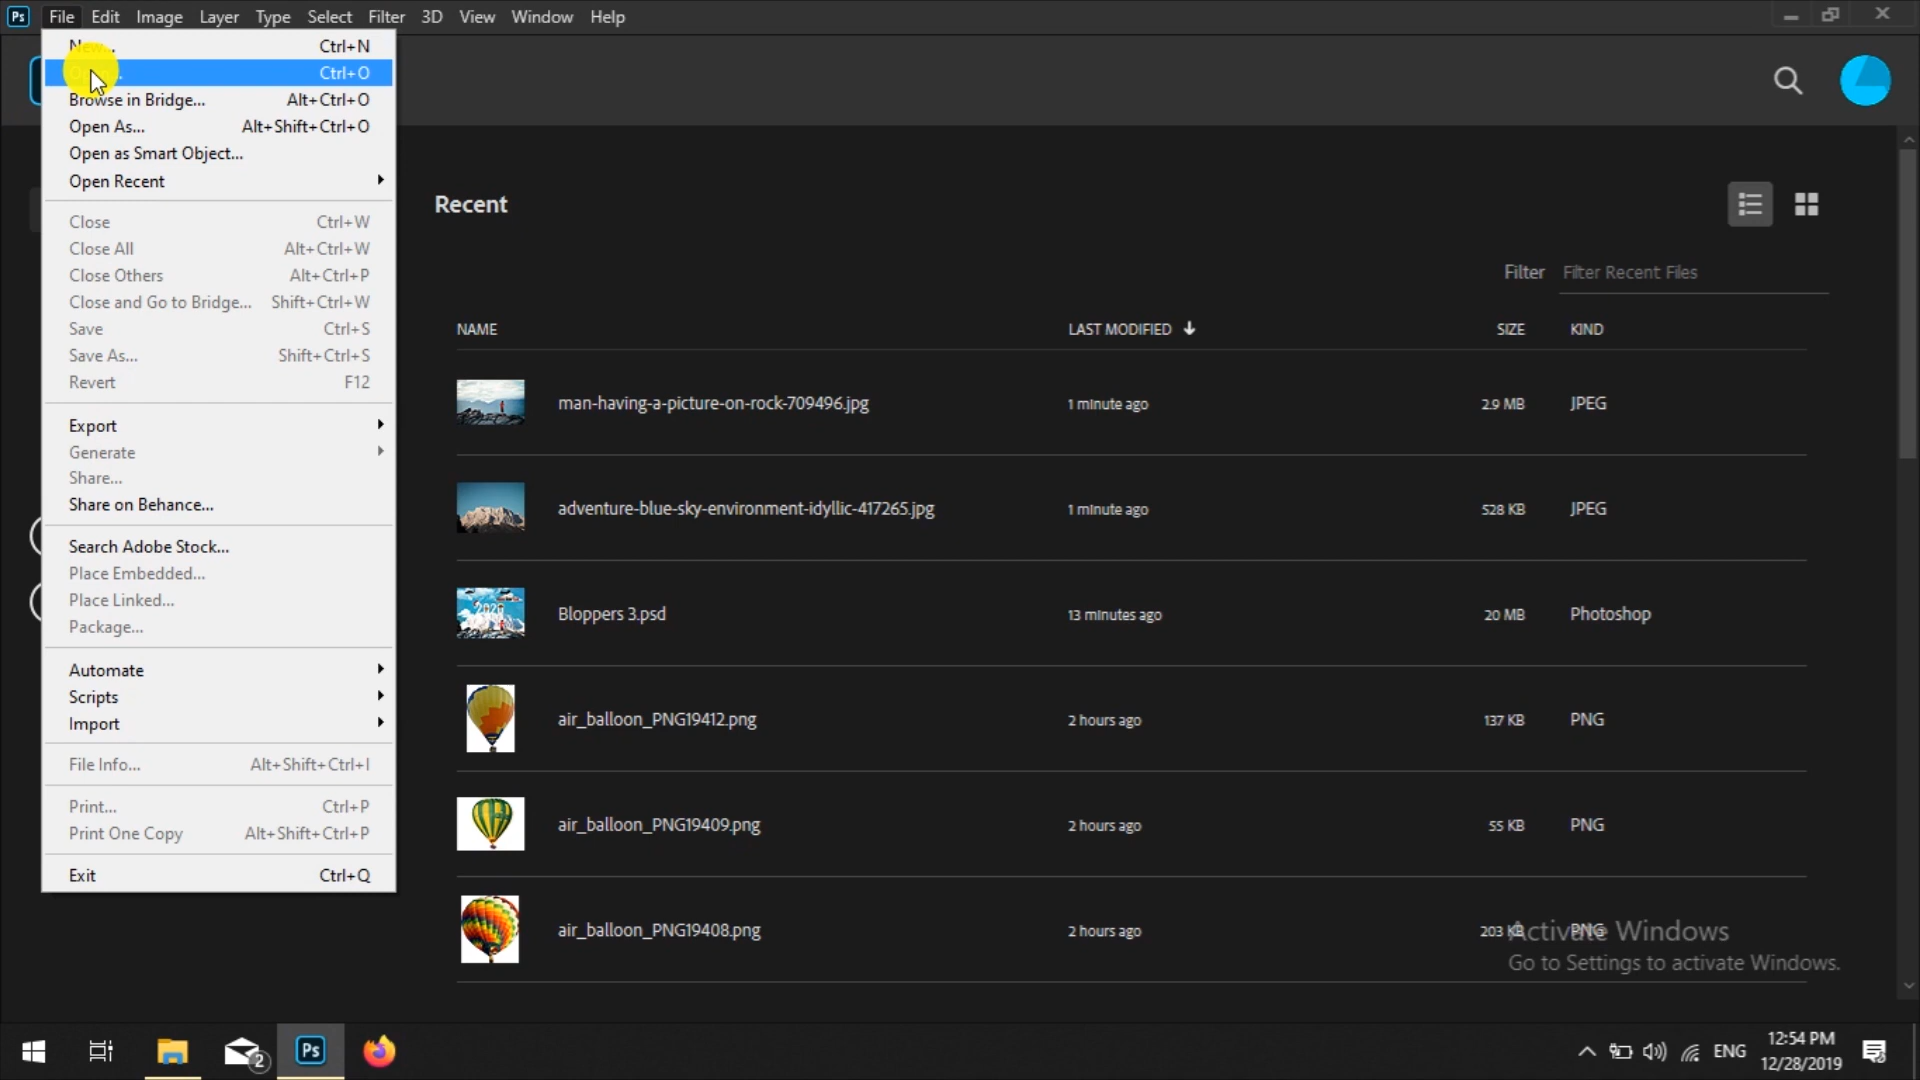 Ps File Edit Image Layer Type Select Filter 3D View Window Help
New... Ctrl+N
Ctrl+O
Browse in Bridge... Alt+Ctrl+O
Open As... Alt+Shift+Ctrl+O
Open as Smart Object...
Open Recent
Close Ctrl+W
Close All Alt+Ctrl+W
Close Others Alt+Ctrl+P
Close and Go to Bridge... Shift+Ctrl+W
Save Ctrl+S
Save As... Shift+Ctrl+S
Revert F12
Export
Generate
Share...
Share on Behance...
Search Adobe Stock...
Place Embedded...
Place Linked...
Package...
Automate
Scripts
Import
File Info... Alt+Shift+Ctrl+I
Print... Ctrl+P
Print One Copy Alt+Shift+Ctrl+P
Exit Ctrl+Q
Recent
Filter Filter Recent Files
NAME LAST MODIFIED SIZE KIND
man-having-a-picture-on-rock-709496.jpg 1 minute ago 2.9 MB JPEG
adventure-blue-sky-environment-idyllic-417265.jpg 1 minute ago 528 KB JPEG
Bloppers 3.psd 13 minutes ago 20 MB Photoshop
air_balloon_PNG19412.png 2 hours ago 137 KB PNG
air_balloon_PNG19409.png 2 hours ago 55 KB PNG
air_balloon_PNG19408.png 2 hours ago 203 KB PNG
Activate Windows
Go to Settings to activate Windows.
2 Ps ENG 12:54 PM
12/28/2019